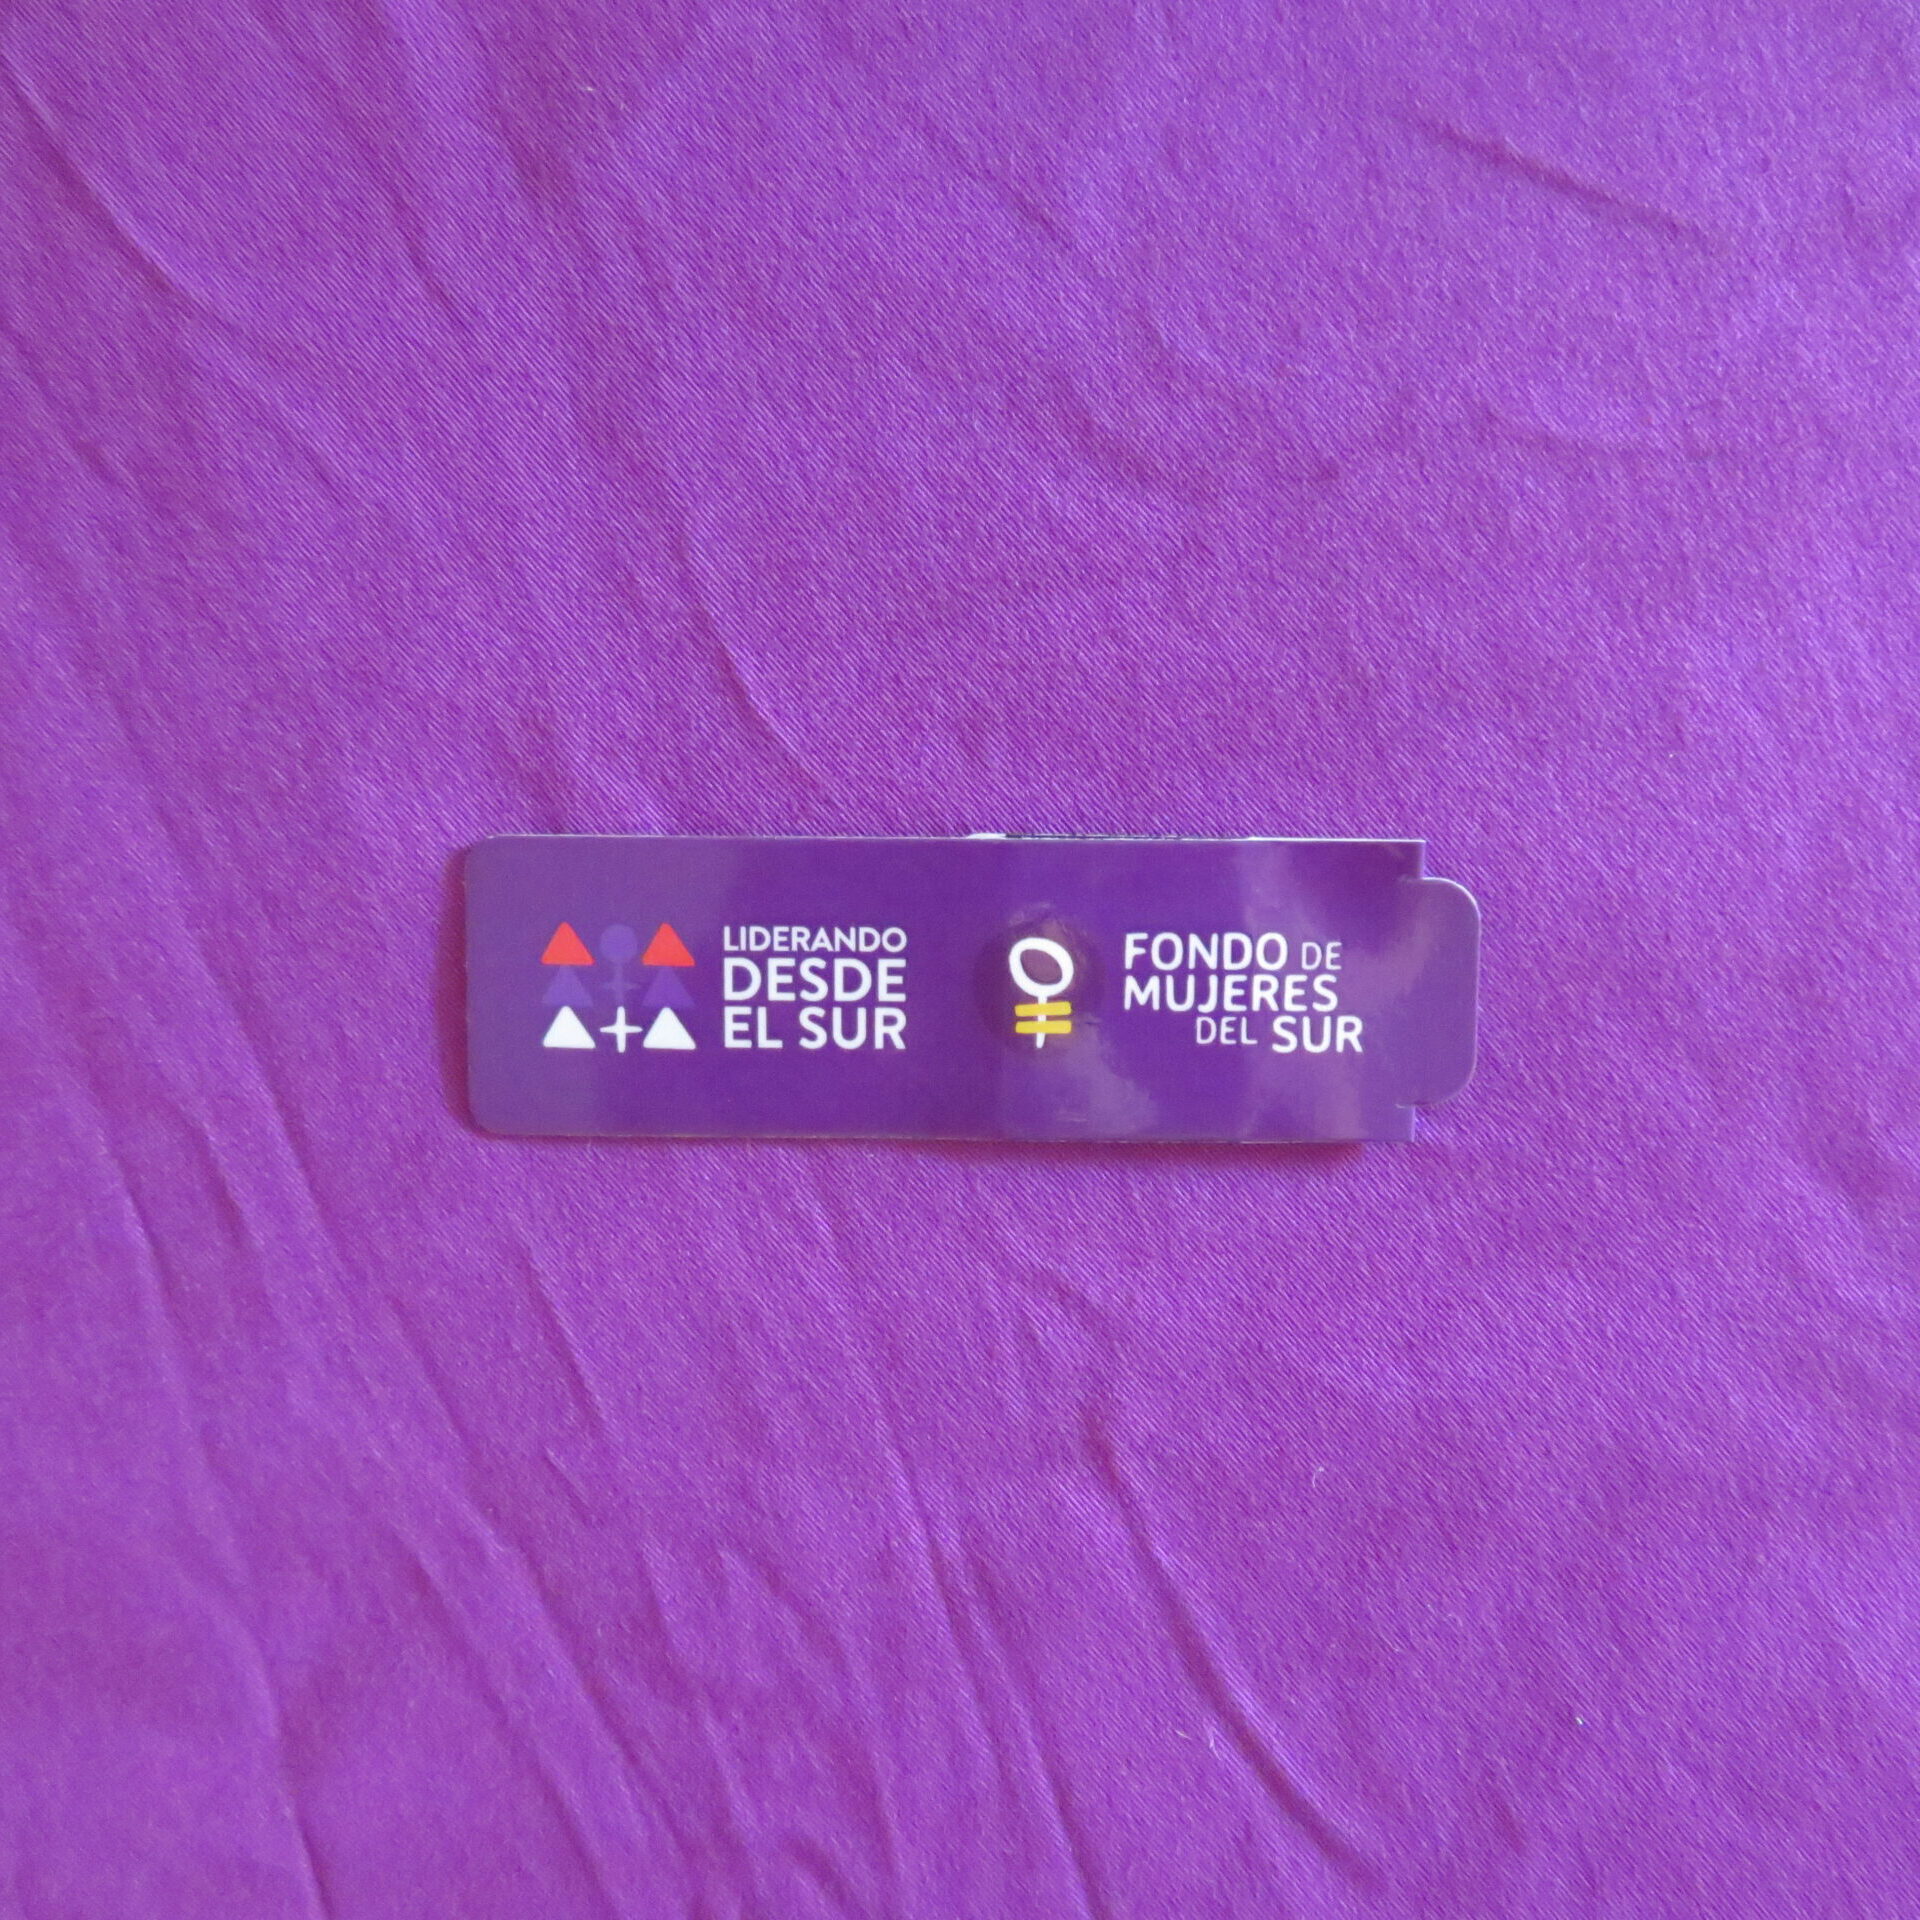 LIDERANDO
DESDE
EL SUR
FONDO DE
MUJERES
DEL SUR